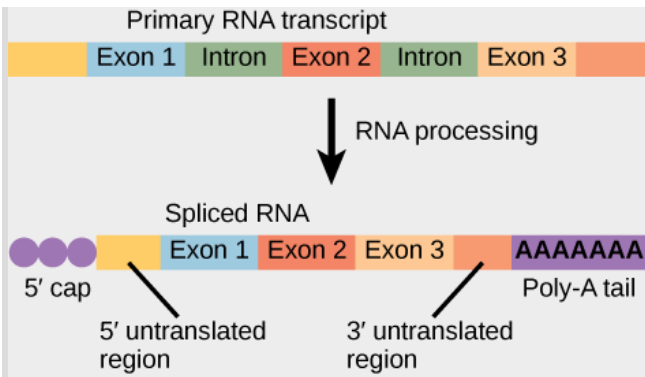 Primary RNA transcript
Exon 1 Intron Exon 2 Intron Exon 3
RNA processing
Spliced RNA
Exon 1 Exon 2 Exon 3 AAAAAAA
5′ cap Poly-A tail
5′ untranslated region
3′ untranslated region